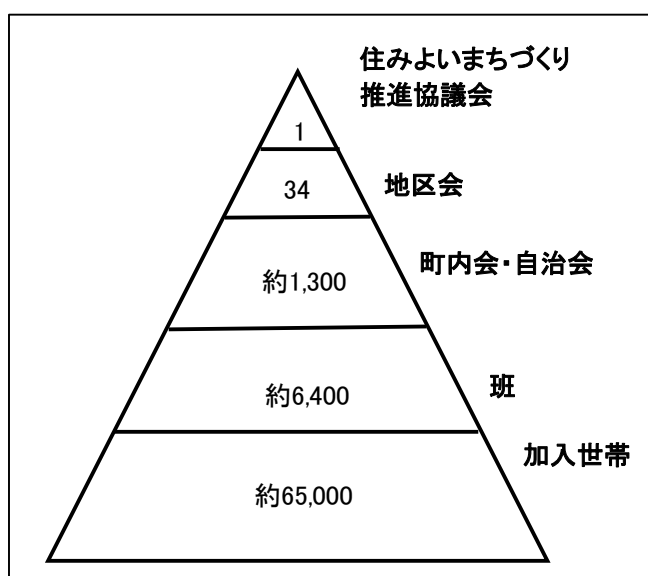 住みよいまちづくり
推進協議会
1
34
地区会
町内会・自治会
約1,300
班
約6,400
加入世帯
約65,000